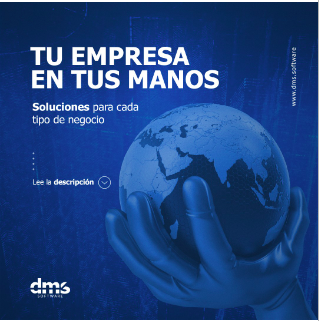 TU EMPRESA
EN TUS MANOS
Soluciones para cada
tipo de negocio
www.dms.software
Lee la descripción
dms
SOFTWARE